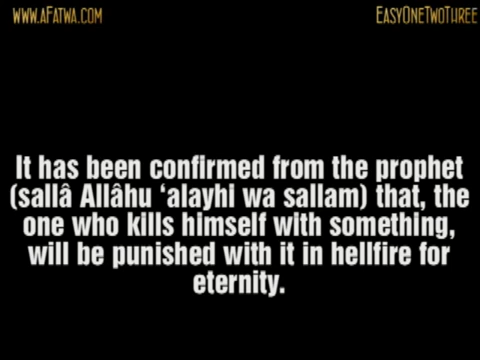 www.aFatwa.com
EasyOneTwoThree
It has been confirmed from the prophet
(sallâ Allâhu ‘alayhi wa sallam) that, the
one who kills himself with something,
will be punished with it in hellfire for
eternity.